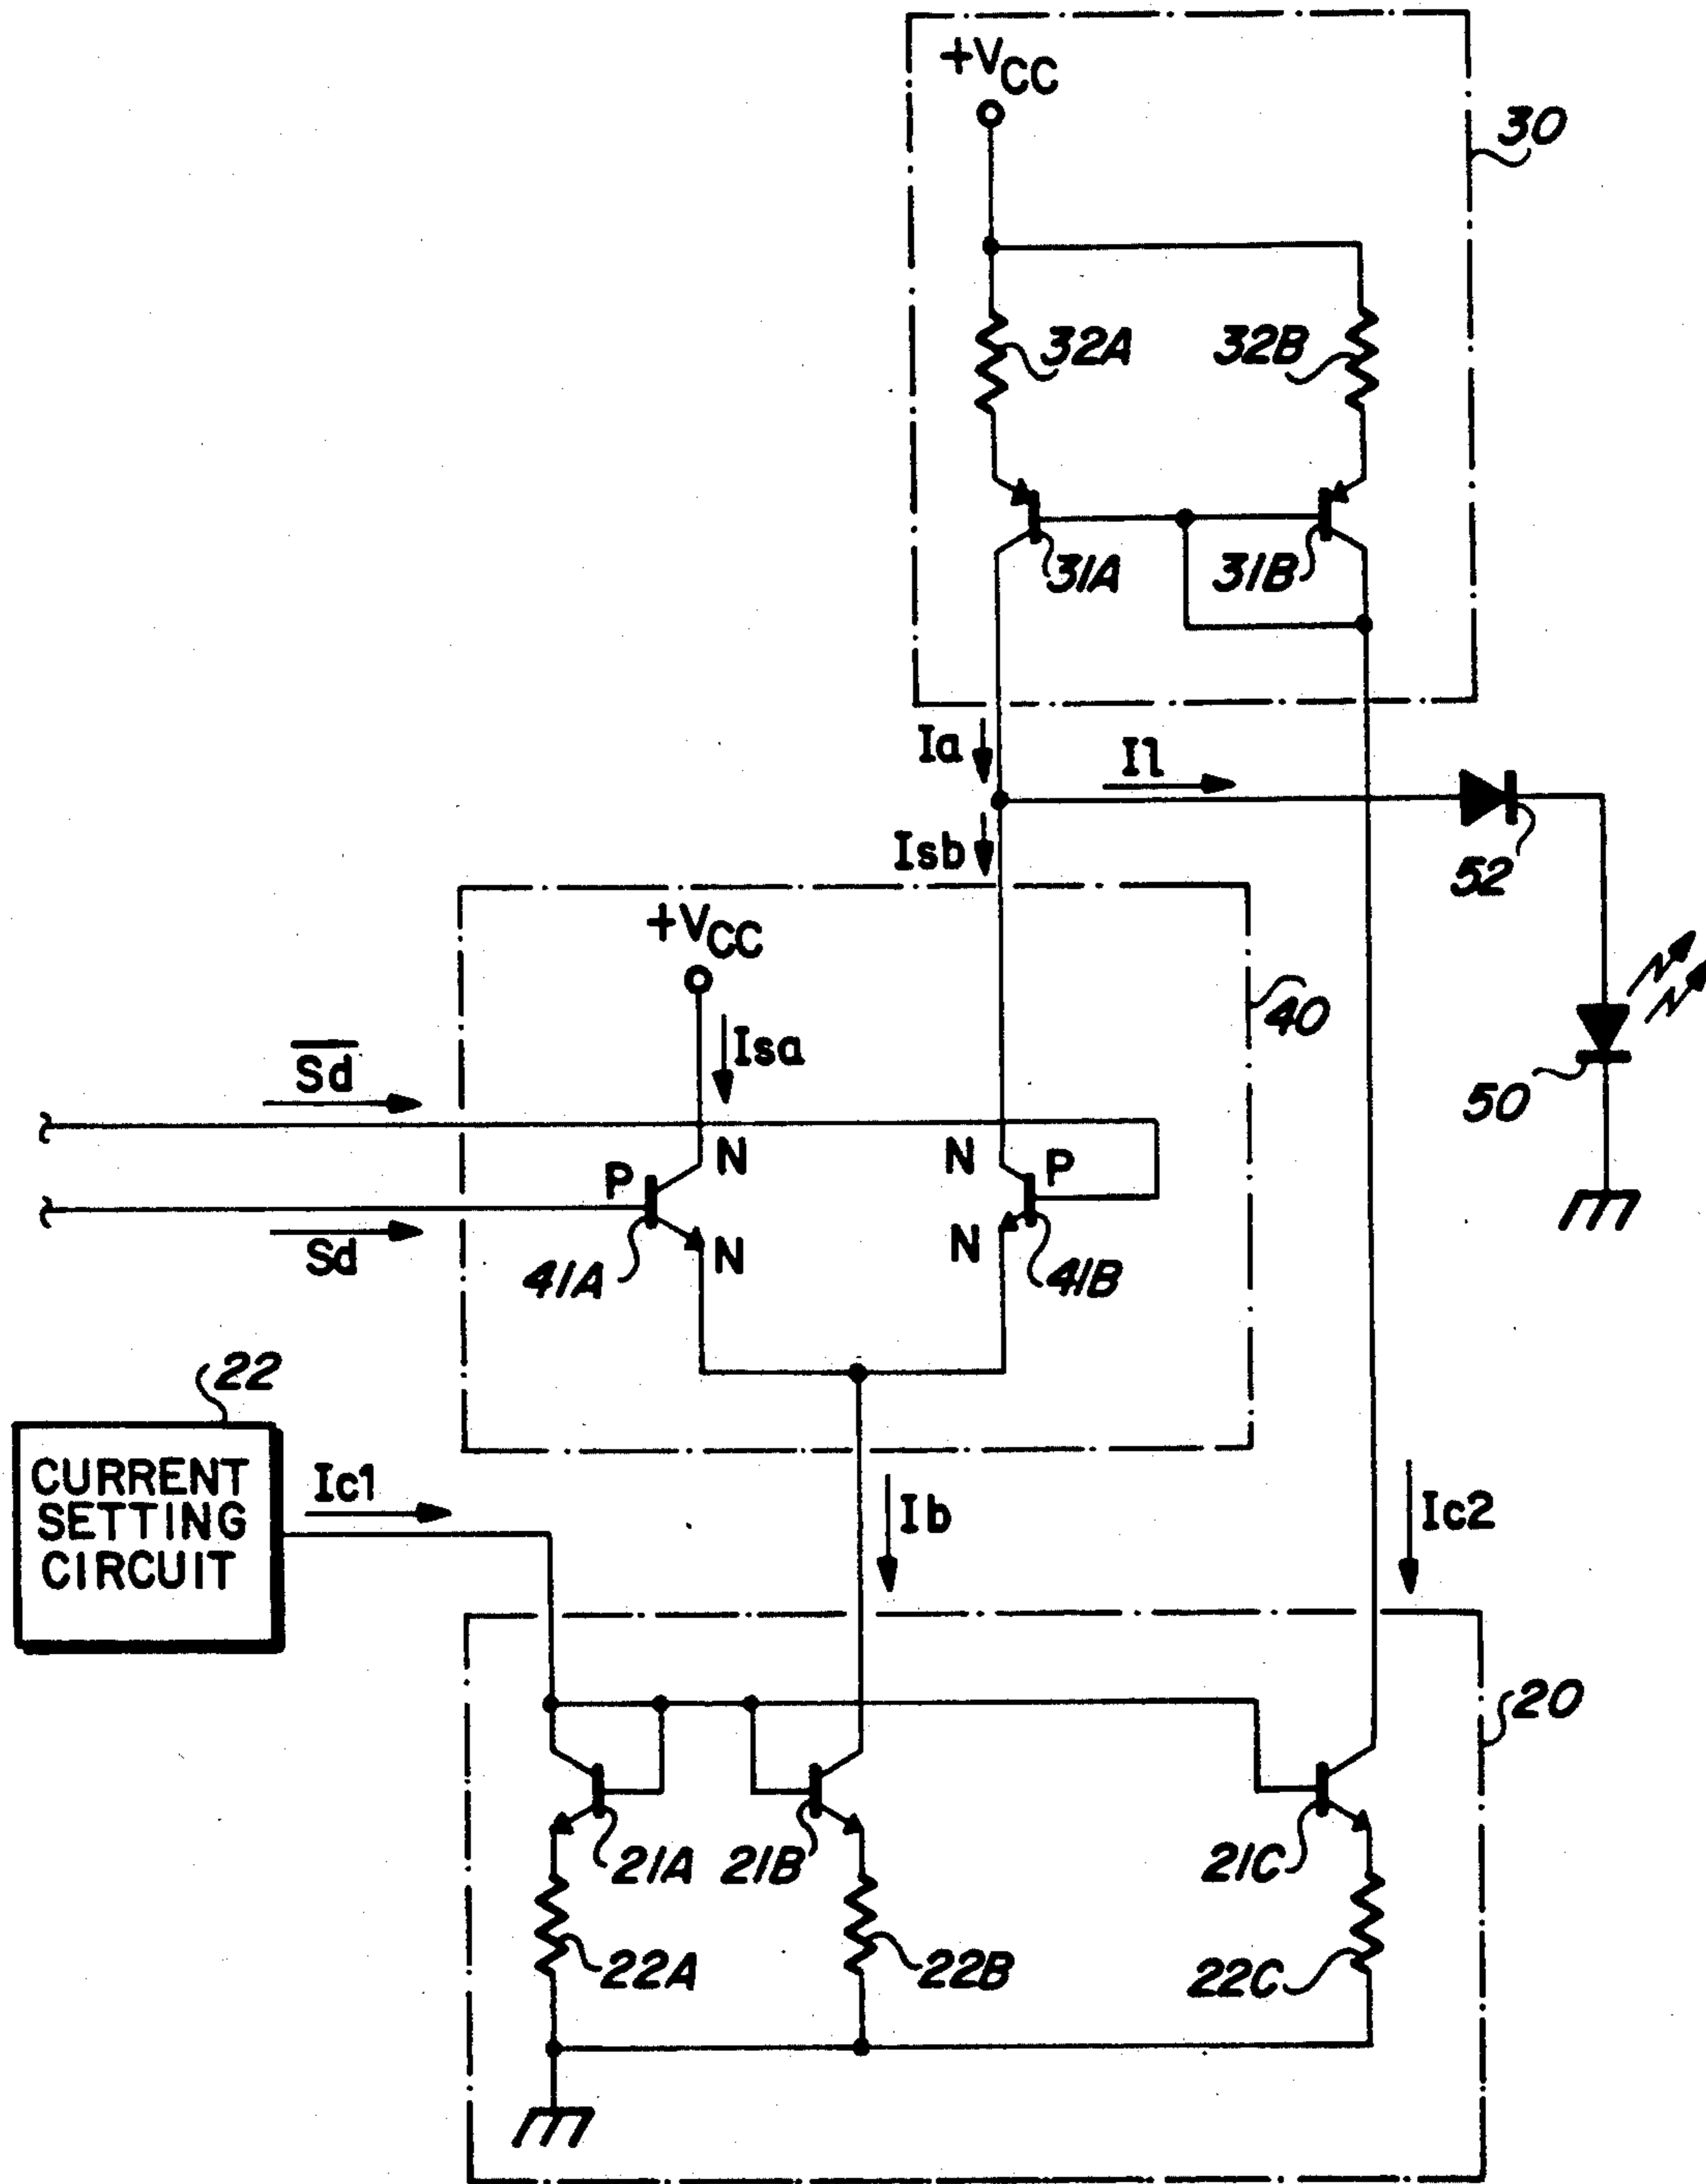 +VCC
30
32A
32B
31A
31B
Ia
Il
Isb
52
+VCC
40
Isa
S̅d̅
50
N
N
P
P
Sd
N
N
41A
41B
22
CURRENT
SETTING
CIRCUIT
Ic1
Ib
Ic2
20
21A
21B
21C
22A
22B
22C